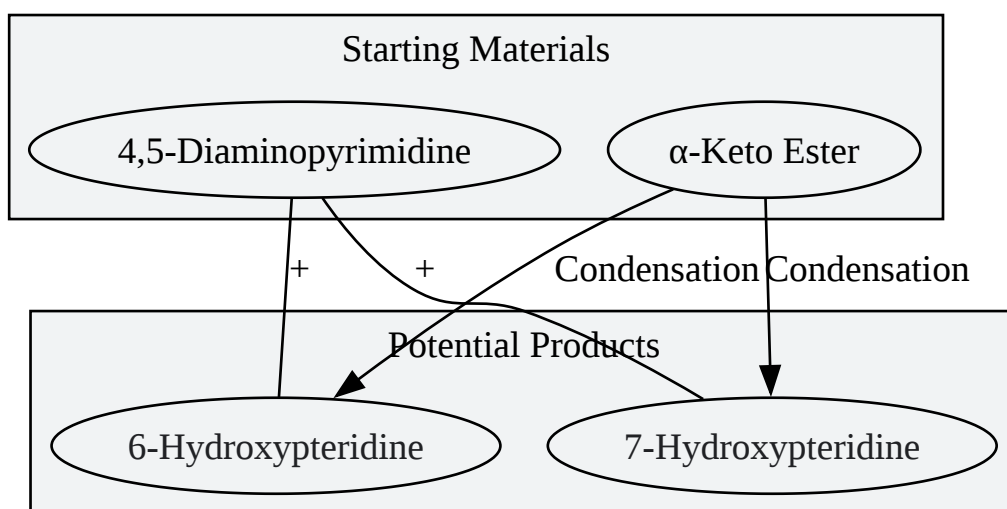 Starting Materials
4,5-Diaminopyrimidine
α-Keto Ester
+
+
Condensation
Condensation
Potential Products
6-Hydroxypteridine
7-Hydroxypteridine